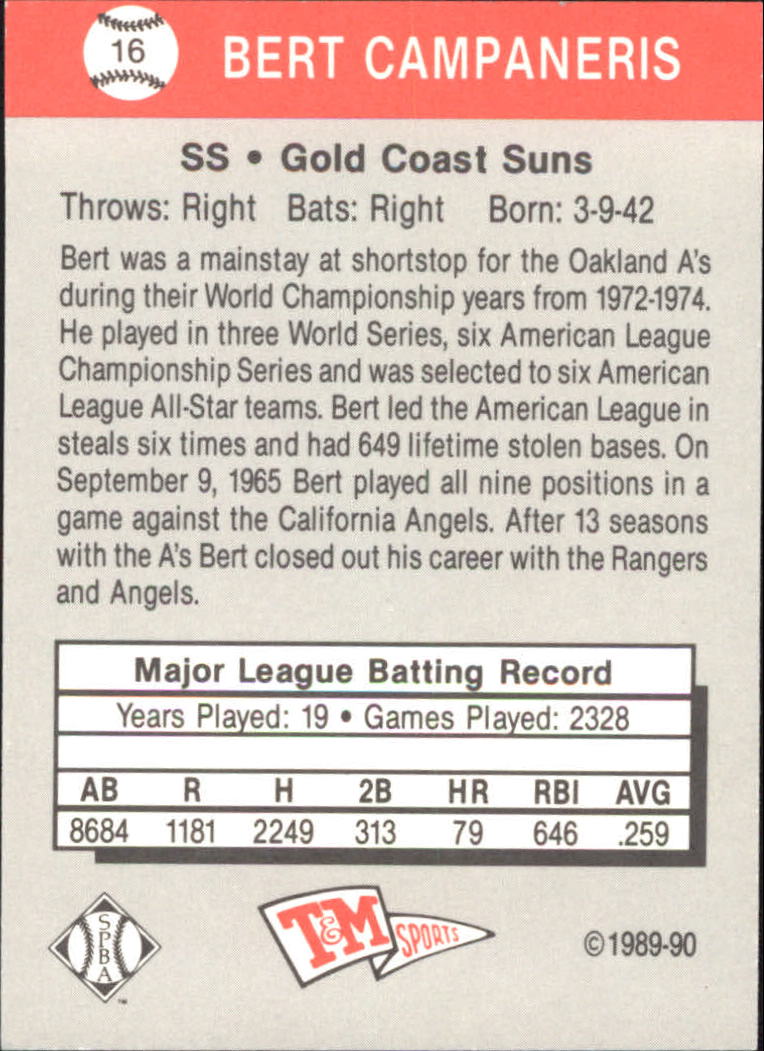 16
BERT CAMPANERIS
SS • Gold Coast Suns
Throws: Right Bats: Right Born: 3-9-42
Bert was a mainstay at shortstop for the Oakland A's
during their World Championship years from 1972-1974.
He played in three World Series, six American League
Championship Series and was selected to six American
League All-Star teams. Bert led the American League in
steals six times and had 649 lifetime stolen bases. On
September 9, 1965 Bert played all nine positions in a
game against the California Angels. After 13 seasons
with the A's Bert closed out his career with the Rangers
and Angels.
Major League Batting Record
Years Played: 19 • Games Played: 2328
AB R H 2B HR RBI AVG
8684 1181 2249 313 79 646 .259
SPBA
™
T&M
SPORTS
©1989-90